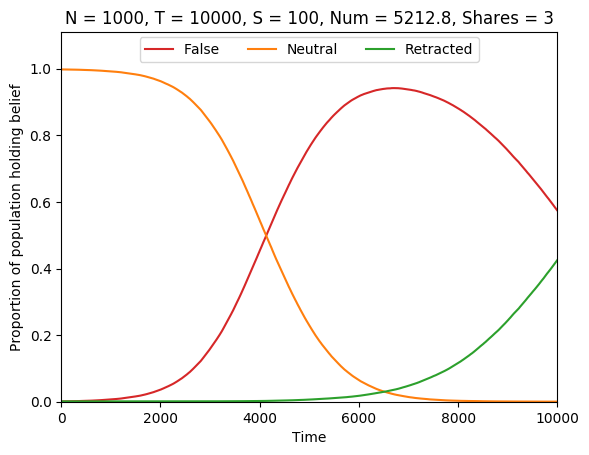 N = 1000, T = 10000, S = 100, Num = 5212.8, Shares = 3
False Neutral Retracted
Proportion of population holding belief
1.0
0.8
0.6
0.4
0.2
0.0
0 2000 4000 6000 8000 10000
Time